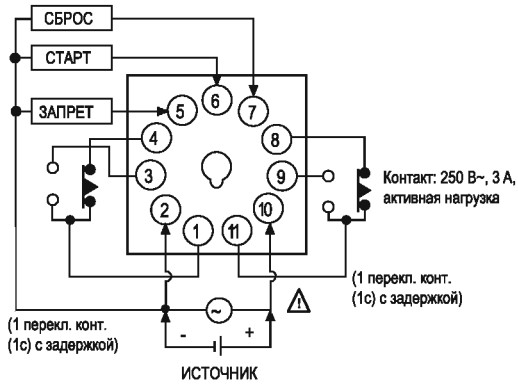 СБРОС
СТАРТ
ЗАПРЕТ
5
6
7
4
8
3
9
2
10
1
11
Контакт: 250 В~, 3 А,
активная нагрузка
(1 перекл. конт.
(1с) с задержкой)
~
!
(1 перекл. конт.
(1с) с задержкой)
- +
ИСТОЧНИК